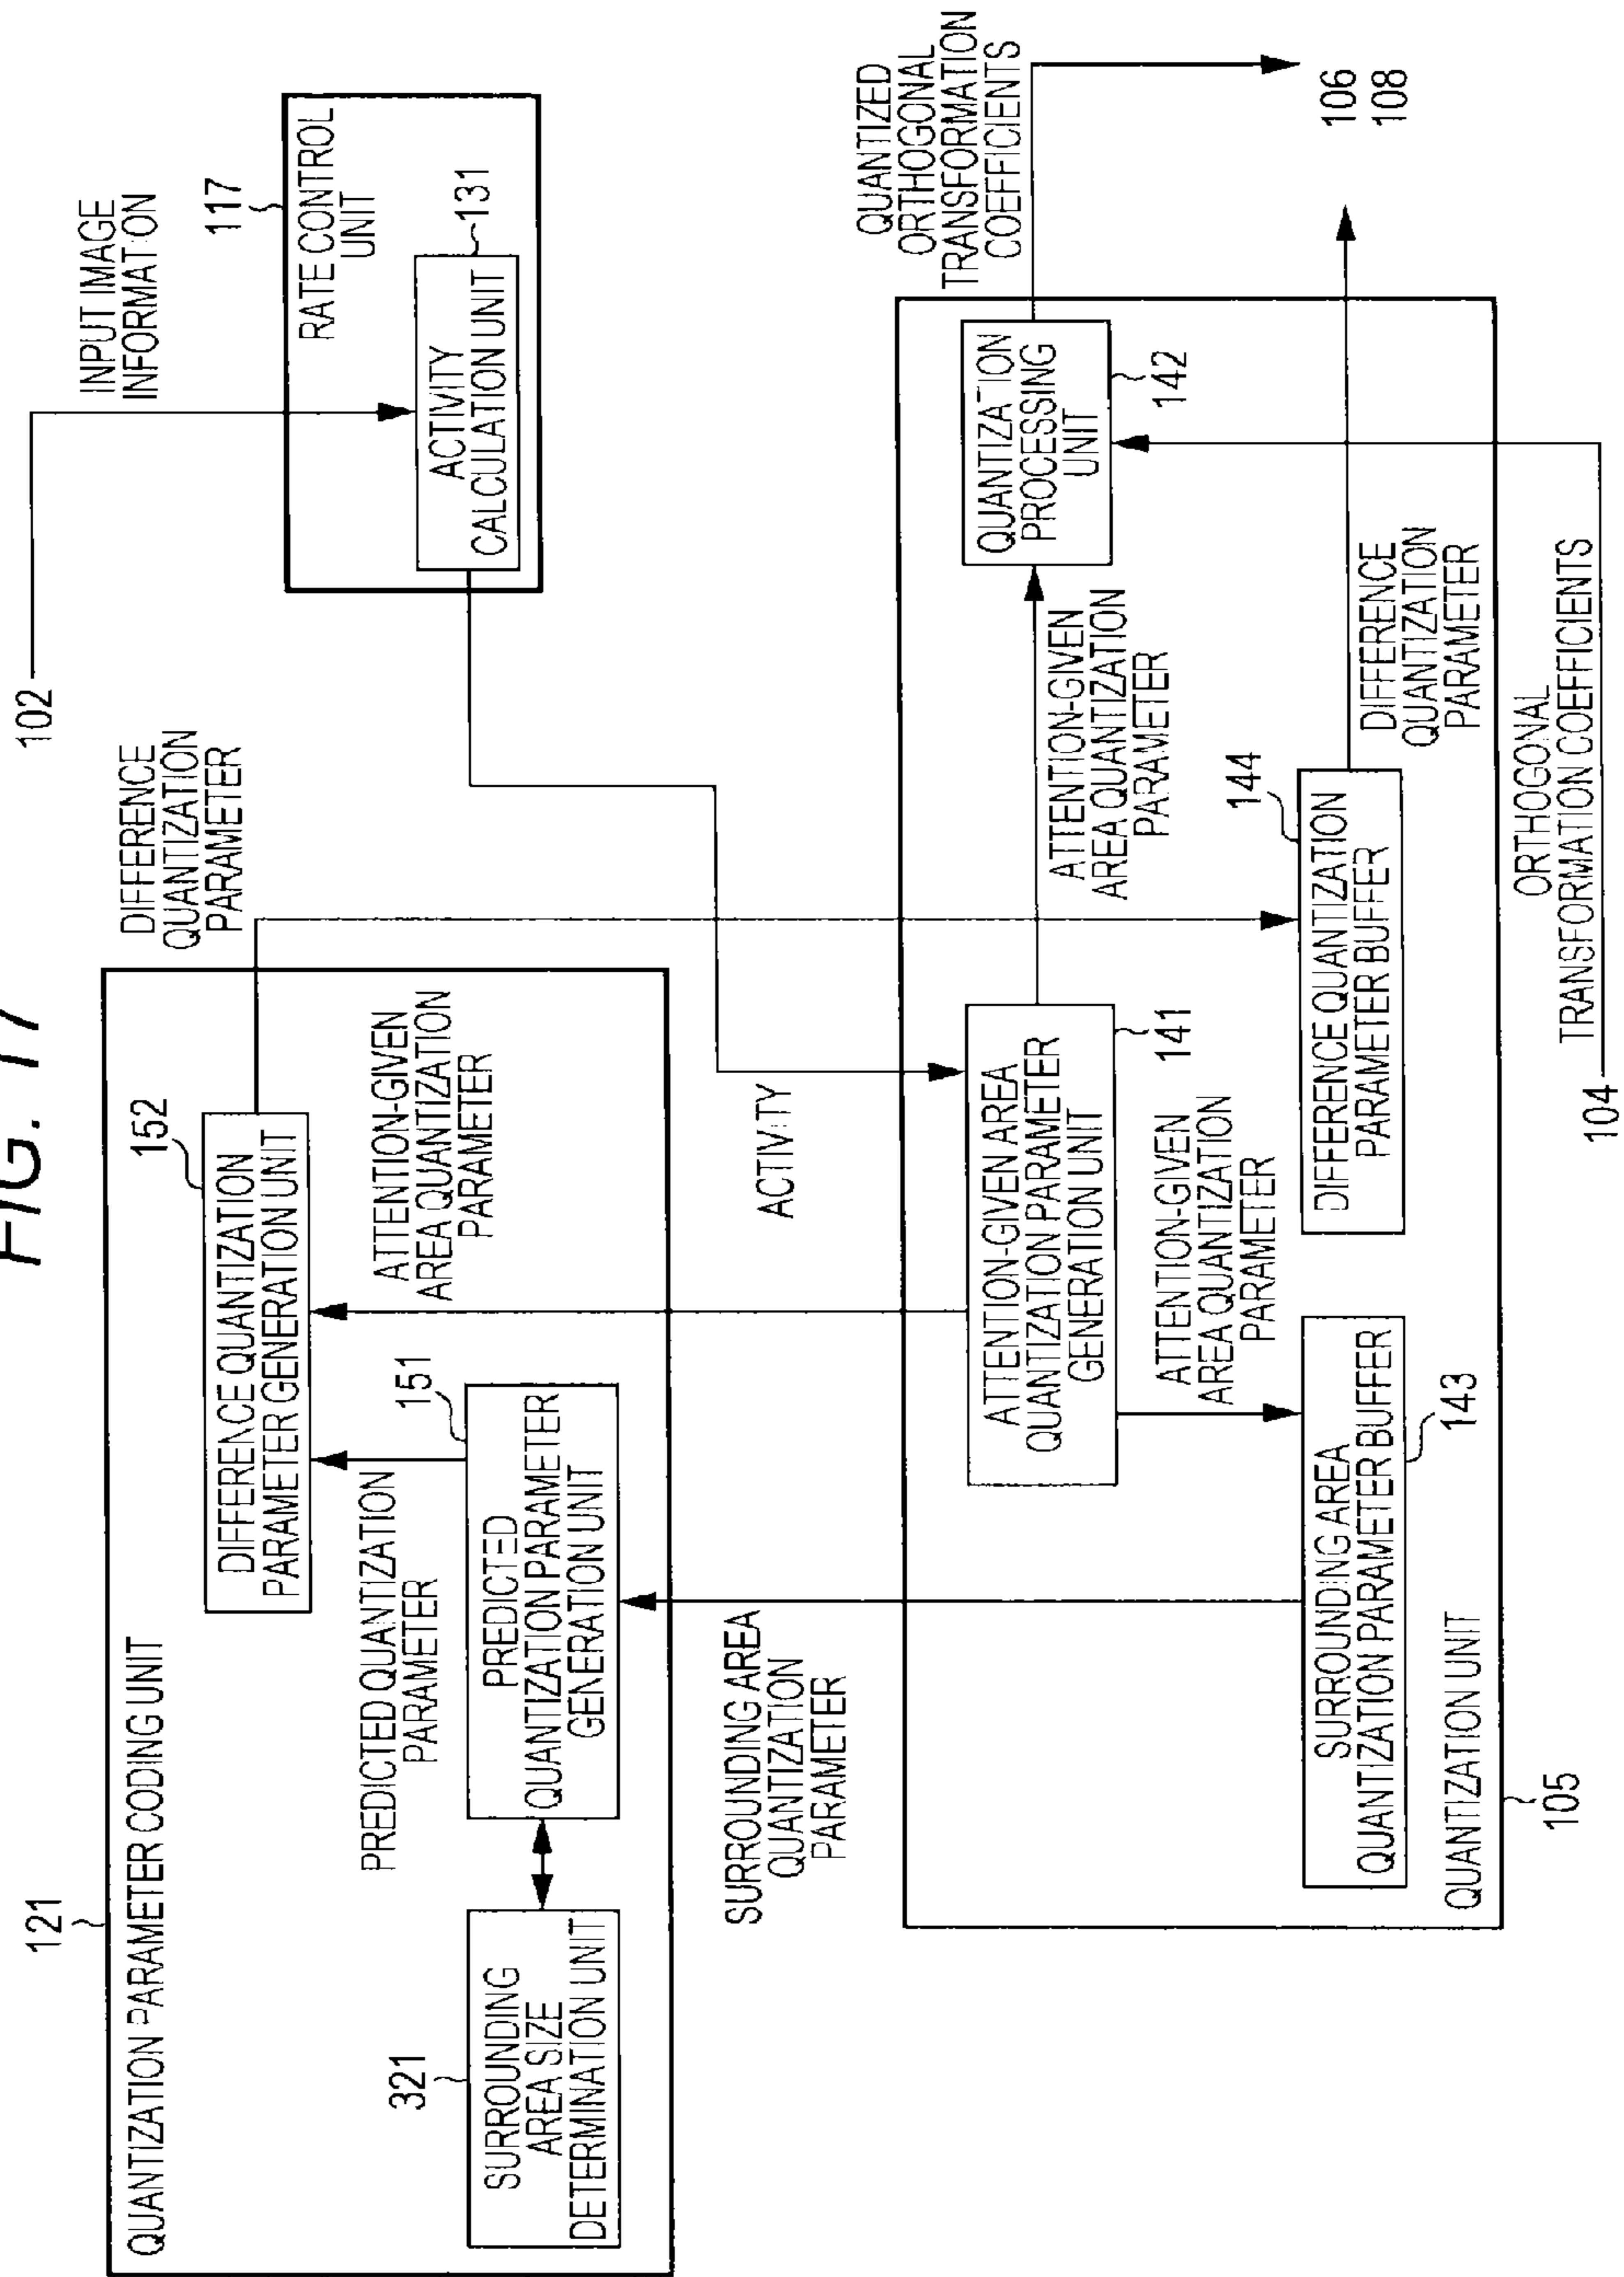 FIG. 17
121
QUANTIZATION PARAMETER CODING UNIT
321
SURROUNDING
AREA SIZE
DETERMINATION UNIT
PREDICTED QUANTIZATION
PARAMETER
151
PREDICTED
QUANTIZATION PARAMETER
GENERATION UNIT
152
DIFFERENCE QUANTIZATION
PARAMETER GENERATION UNIT
ATTENTION-GIVEN
AREA QUANTIZATION
PARAMETER
DIFFERENCE
QUANTIZATION
PARAMETER
102
INPUT IMAGE
INFORMATION
117
RATE CONTROL
UNIT
ACTIVITY
CALCULATION UNIT
131
SURROUNDING AREA
QUANTIZATION
PARAMETER
ACTIVITY
ATTENTION-GIVEN AREA
QUANTIZATION PARAMETER
GENERATION UNIT
141
ATTENTION-GIVEN
AREA QUANTIZATION
PARAMETER
ATTENTION-GIVEN
AREA QUANTIZATION
PARAMETER
QUANTIZATION
PROCESSING
UNIT
142
QUANTIZED
ORTHOGONAL
TRANSFORMATION
COEFFICIENTS
106
108
SURROUNDING AREA
QUANTIZATION PARAMETER BUFFER
143
144
DIFFERENCE QUANTIZATION
PARAMETER BUFFER
DIFFERENCE
QUANTIZATION
PARAMETER
QUANTIZATION UNIT
105
104
ORTHOGONAL
TRANSFORMATION COEFFICIENTS